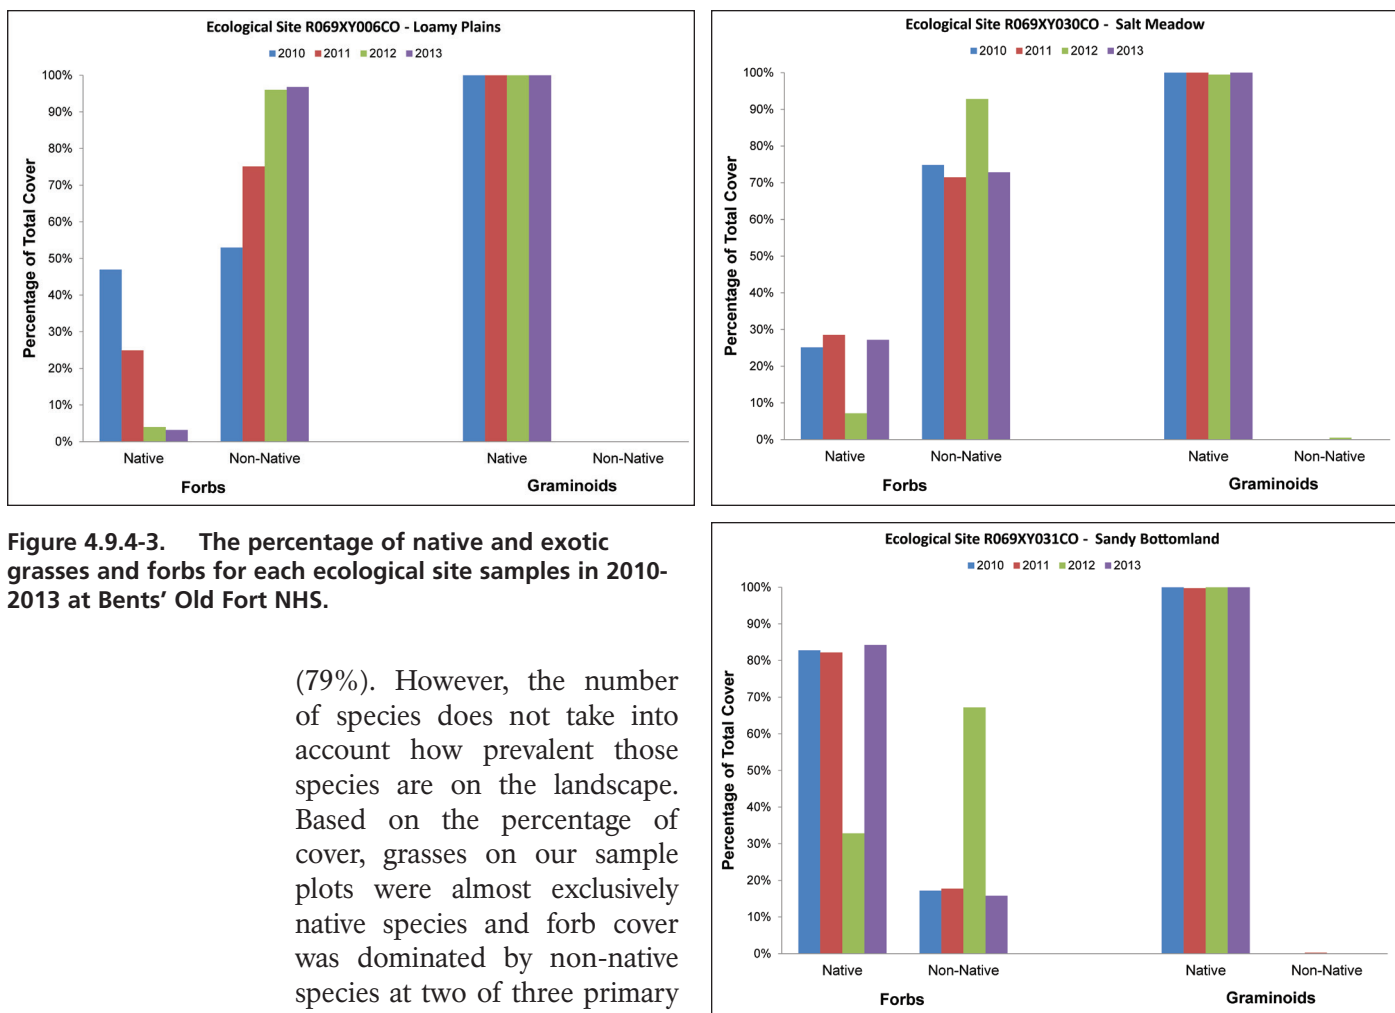 Ecological Site R069XY006CO - Loamy Plains
2010 2011 2012 2013
100%
90%
80%
70%
60%
50%
40%
30%
20%
10%
0%
Percentage of Total Cover
Native Non-Native Native Non-Native
Forbs Graminoids
Ecological Site R069XY030CO - Salt Meadow
2010 2011 2012 2013
100%
90%
80%
70%
60%
50%
40%
30%
20%
10%
0%
Percentage of Total Cover
Native Non-Native Native Non-Native
Forbs Graminoids
Figure 4.9.4-3. The percentage of native and exotic
grasses and forbs for each ecological site samples in 2010-
2013 at Bents’ Old Fort NHS.
Ecological Site R069XY031CO - Sandy Bottomland
2010 2011 2012 2013
100%
90%
80%
70%
60%
50%
40%
30%
20%
10%
0%
Percentage of Total Cover
Native Non-Native Native Non-Native
Forbs Graminoids
(79%). However, the number
of species does not take into
account how prevalent those
species are on the landscape.
Based on the percentage of
cover, grasses on our sample
plots were almost exclusively
native species and forb cover
was dominated by non-native
species at two of three primary